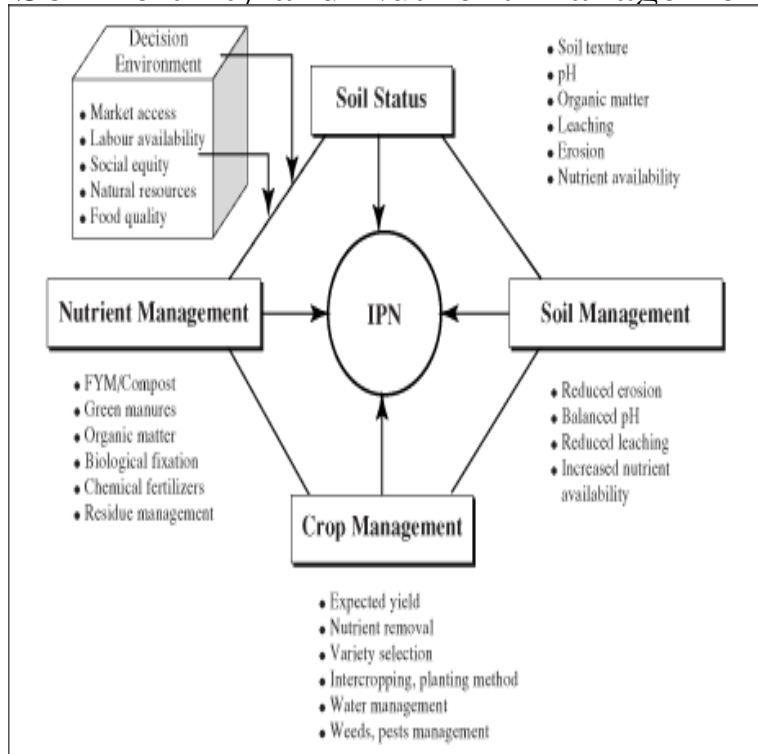 Decision
Environment
• Market access
• Labour availability
• Social equity
• Natural resources
• Food quality
Soil Status
• Soil texture
• pH
• Organic matter
• Leaching
• Erosion
• Nutrient availability
Nutrient Management
IPN
Soil Management
• FYM/Compost
• Green manures
• Organic matter
• Biological fixation
• Chemical fertilizers
• Residue management
• Reduced erosion
• Balanced pH
• Reduced leaching
• Increased nutrient
availability
Crop Management
• Expected yield
• Nutrient removal
• Variety selection
• Intercropping, planting method
• Water management
• Weeds, pests management